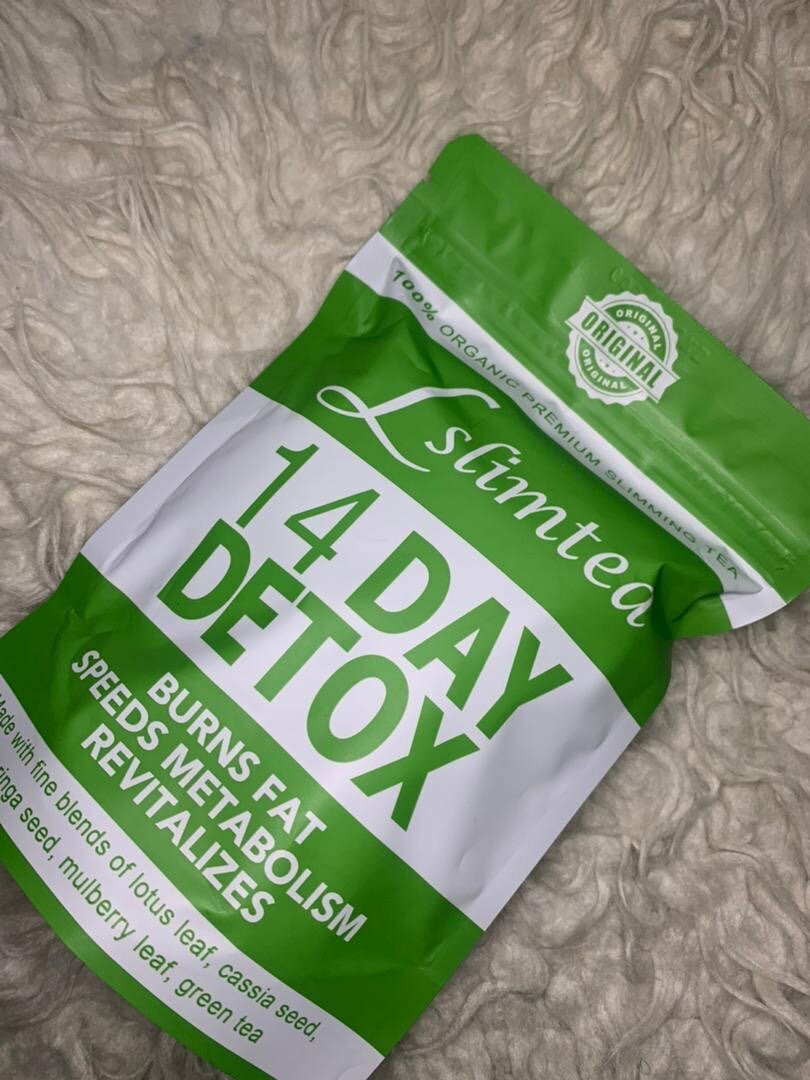 ORIGINAL
ORIGINAL
ORIGINAL
100% ORGANIC PREMIUM SLIMMING TEA
L slimtea
14 DAY
DETOX
BURNS FAT
SPEEDS METABOLISM
REVITALIZES
Made with fine blends of lotus leaf, cassia seed,
seed, mulberry leaf, green tea